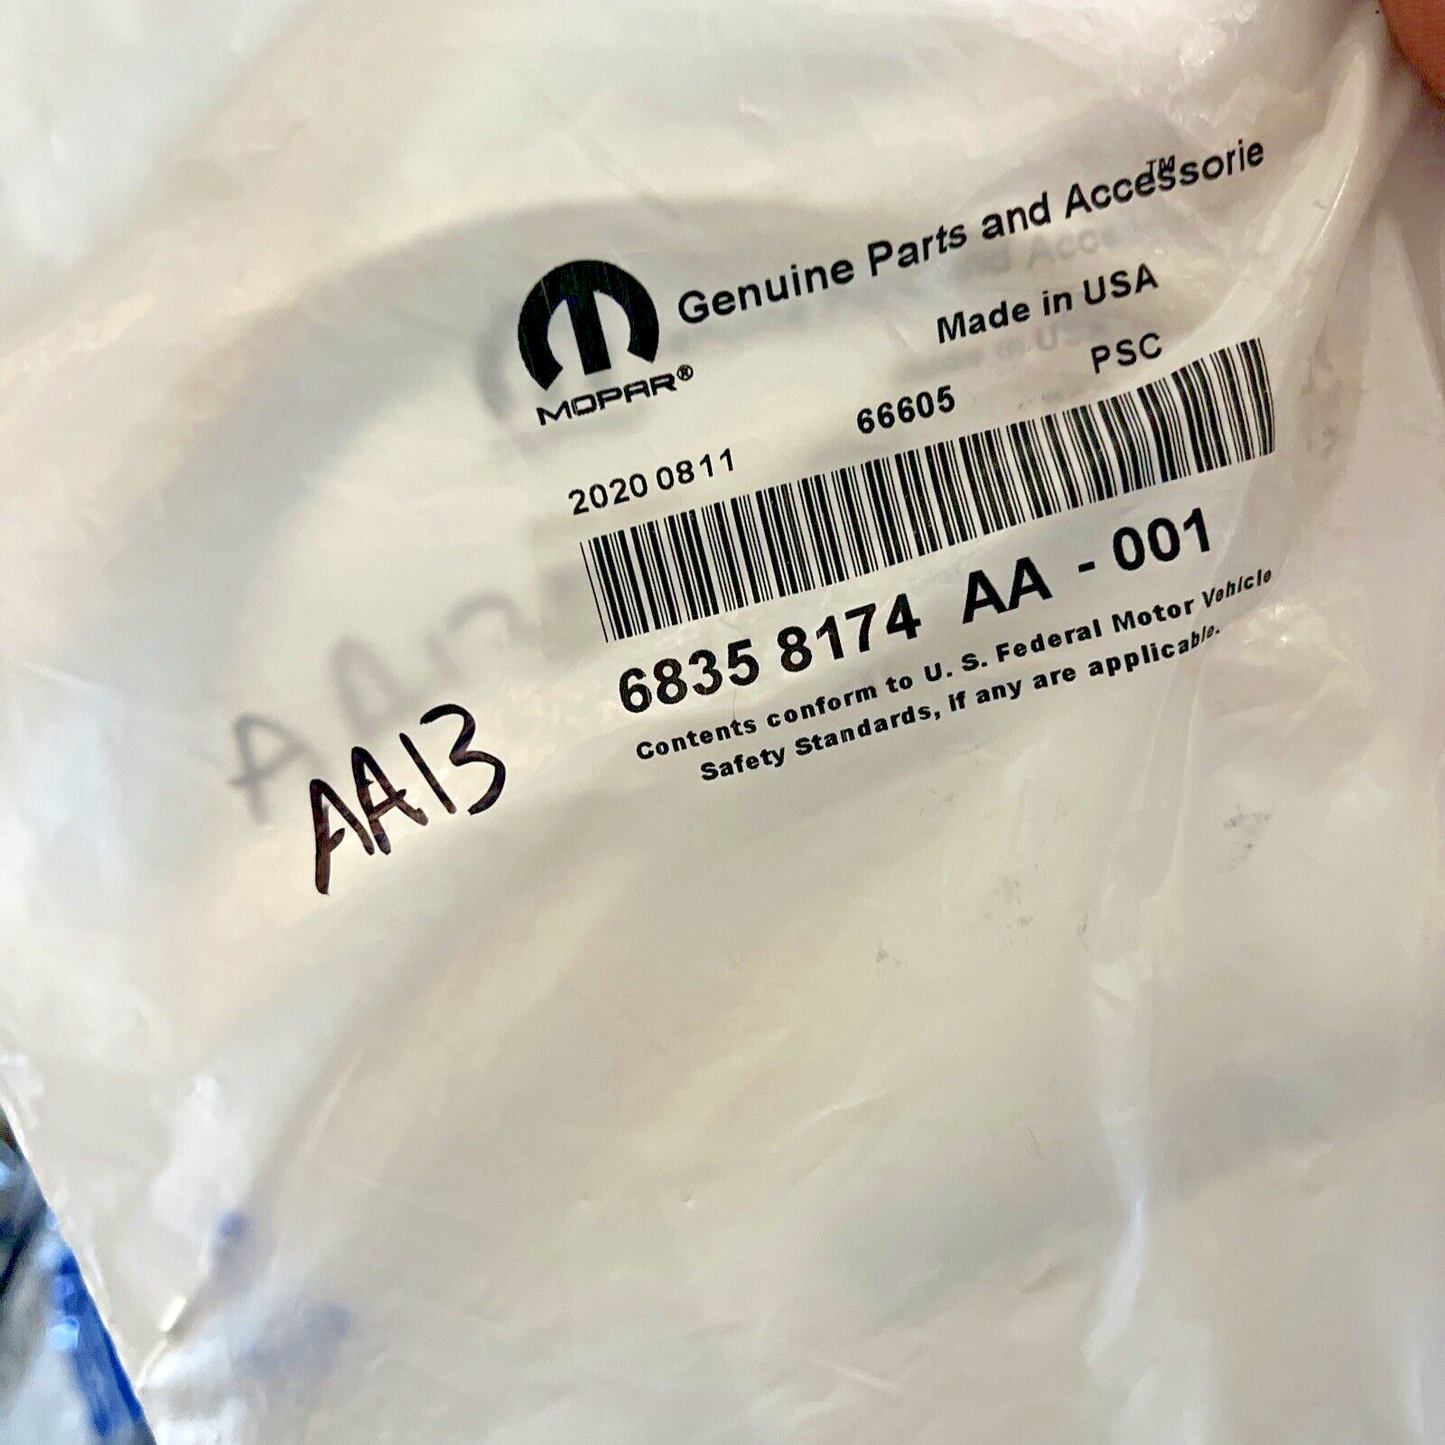 Genuine Parts and Accessorie
TM
Made in USA
MOPAR®
PSC
66605
2020 0811
6835 8174 AA - 001
Contents conform to U. S. Federal Motor Vehicle
Safety Standards, if any are applicable.
AA13